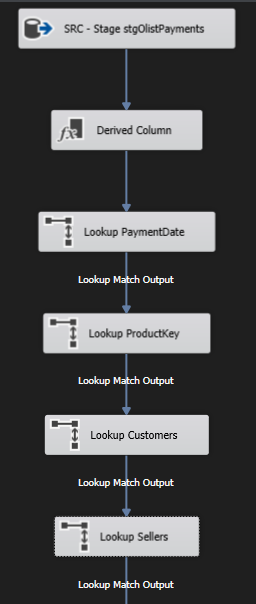 SRC - Stage stgOlistPayments
Derived Column
Lookup PaymentDate
Lookup Match Output
Lookup ProductKey
Lookup Match Output
Lookup Customers
Lookup Match Output
Lookup Sellers
Lookup Match Output